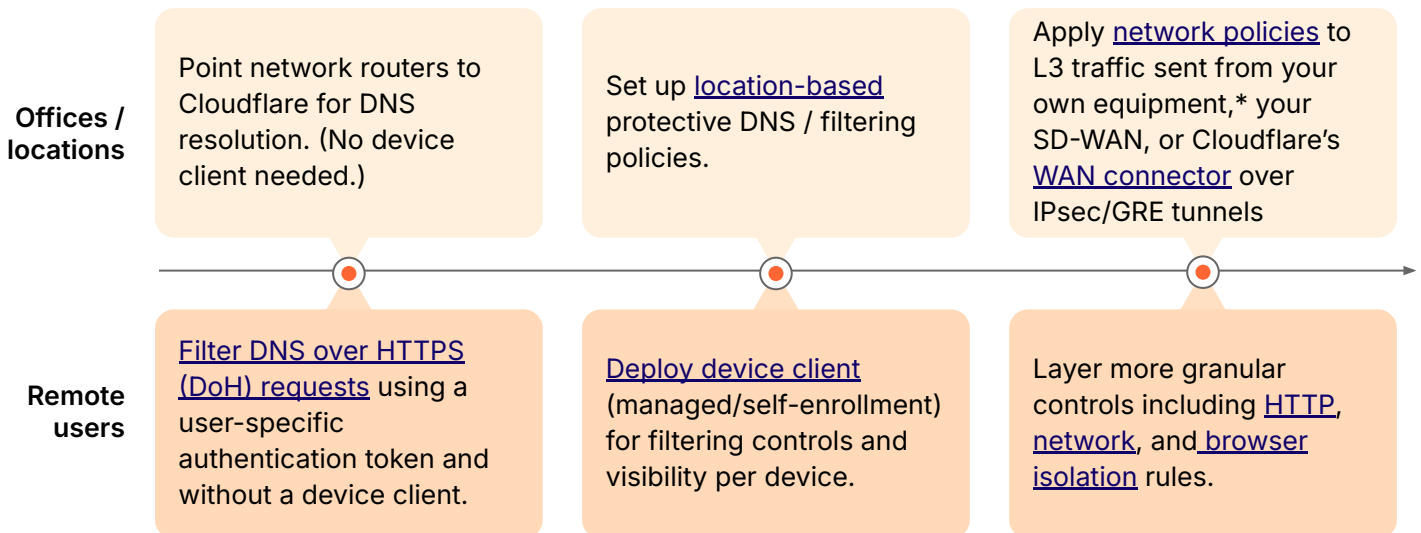 Offices /
locations
Point network routers to
Cloudflare for DNS
resolution. (No device
client needed.)
Set up location-based
protective DNS / filtering
policies.
Apply network policies to
L3 traffic sent from your
own equipment,* your
SD-WAN, or Cloudflare’s
WAN connector over
IPsec/GRE tunnels
Remote
users
Filter DNS over HTTPS
(DoH) requests using a
user-specific
authentication token and
without a device client.
Deploy device client
(managed/self-enrollment)
for filtering controls and
visibility per device.
Layer more granular
controls including HTTP,
network, and browser
isolation rules.